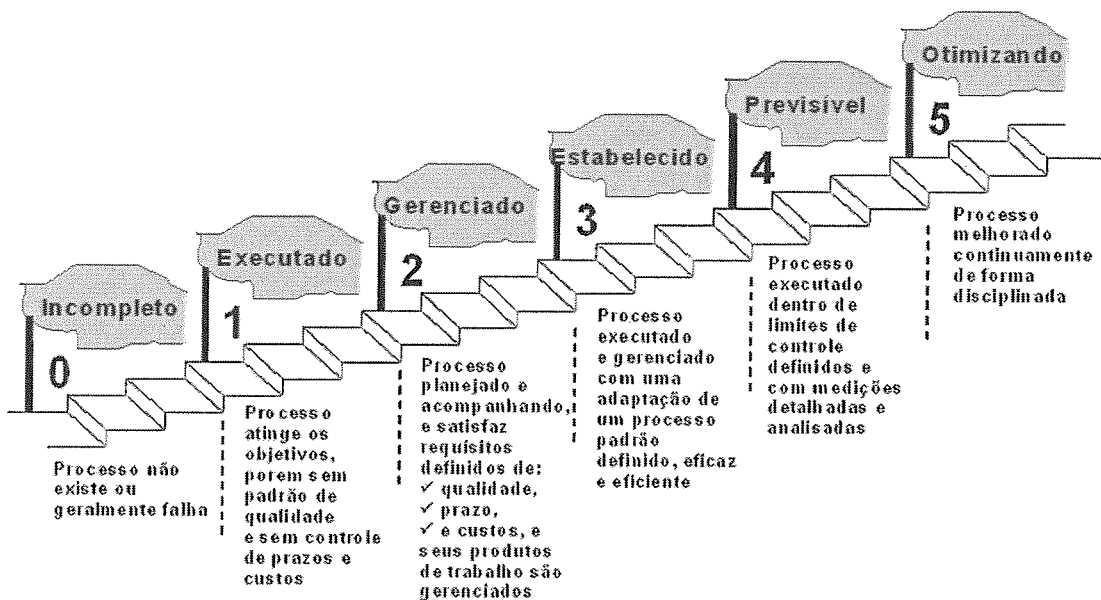 Incompleto
0
Processo não
existe ou
geralmente falha
Executado
1
Processo
atinge os
objetivos,
porem sem
padrão de
qualidade
e sem controle
de prazos e
custos
Gerenciado
2
Processo
planejado e
acompanhando,
e satisfaz
requísitos
definidos de:
✓ qualidade,
✓ prazo,
✓ e custos, e
seus produtos
de trabalho são
gerenciados
Estabelecido
3
Processo
executado
e gerenciado
com uma
adaptação de
um processo
padrão
definido, eficaz
e eficiente
Previsível
4
Processo
executado
dentro de
limites de
controle
definidos e
com medições
detalhadas e
analisadas
Otimizando
5
Processo
melhorado
continuamente
de forma
disciplinada